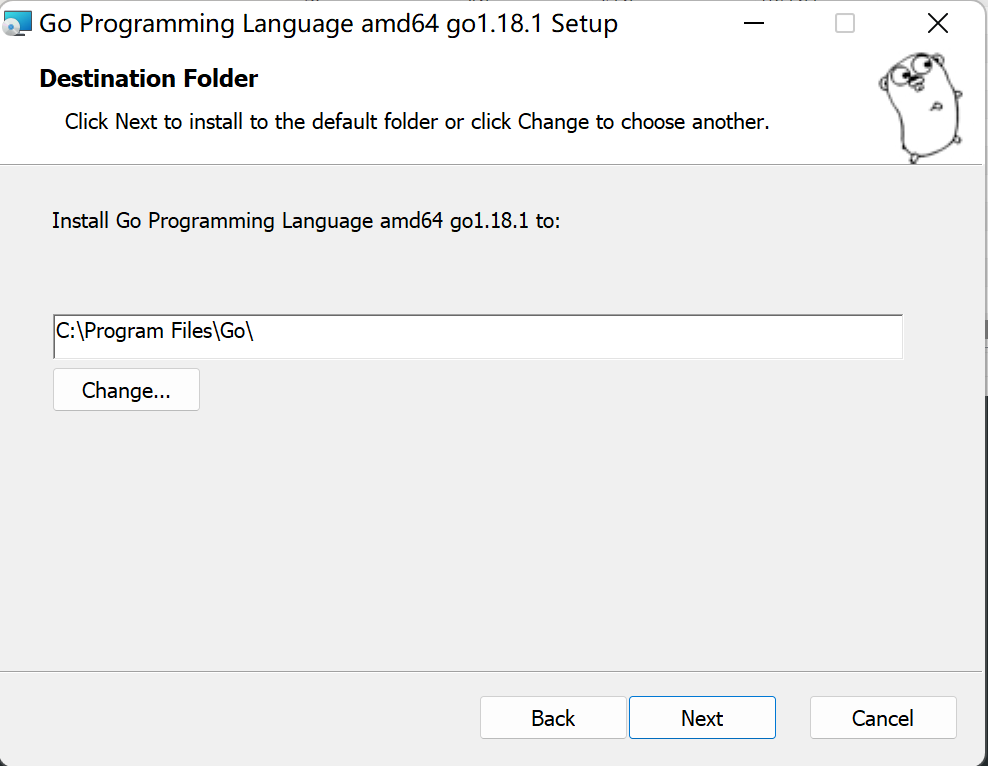 Go Programming Language amd64 go1.18.1 Setup
Destination Folder
Click Next to install to the default folder or click Change to choose another.
Install Go Programming Language amd64 go1.18.1 to:
C:\Program Files\Go\
Change...
Back Next Cancel